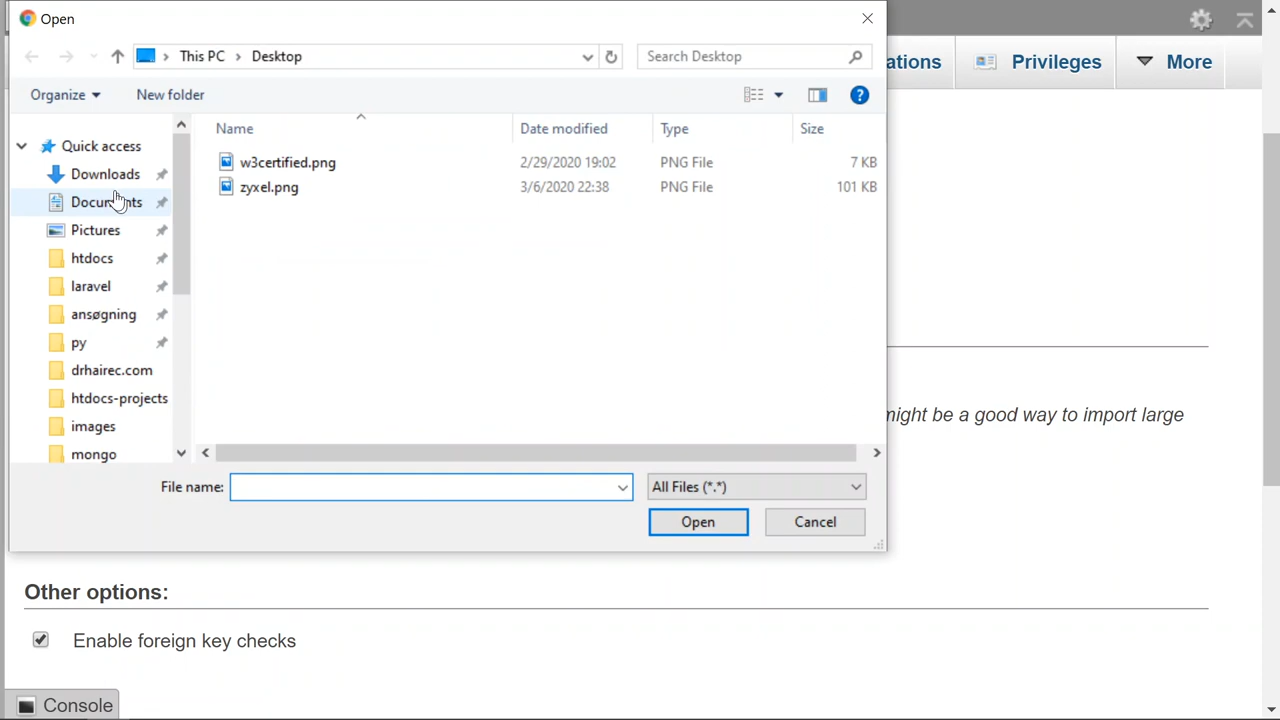 Open
This PC > Desktop
Search Desktop
ations
Privileges
More
Organize
New folder
Name
Date modified
Type
Size
Quick access
Downloads
Documents
Pictures
htdocs
laravel
ansøgning
py
drhairec.com
htdocs-projects
images
mongo
w3certified.png 2/29/2020 19:02 PNG File 7 KB
zyxel.png 3/6/2020 22:38 PNG File 101 KB
might be a good way to import large
File name:
All Files (*.*)
Open
Cancel
Other options:
Enable foreign key checks
Console